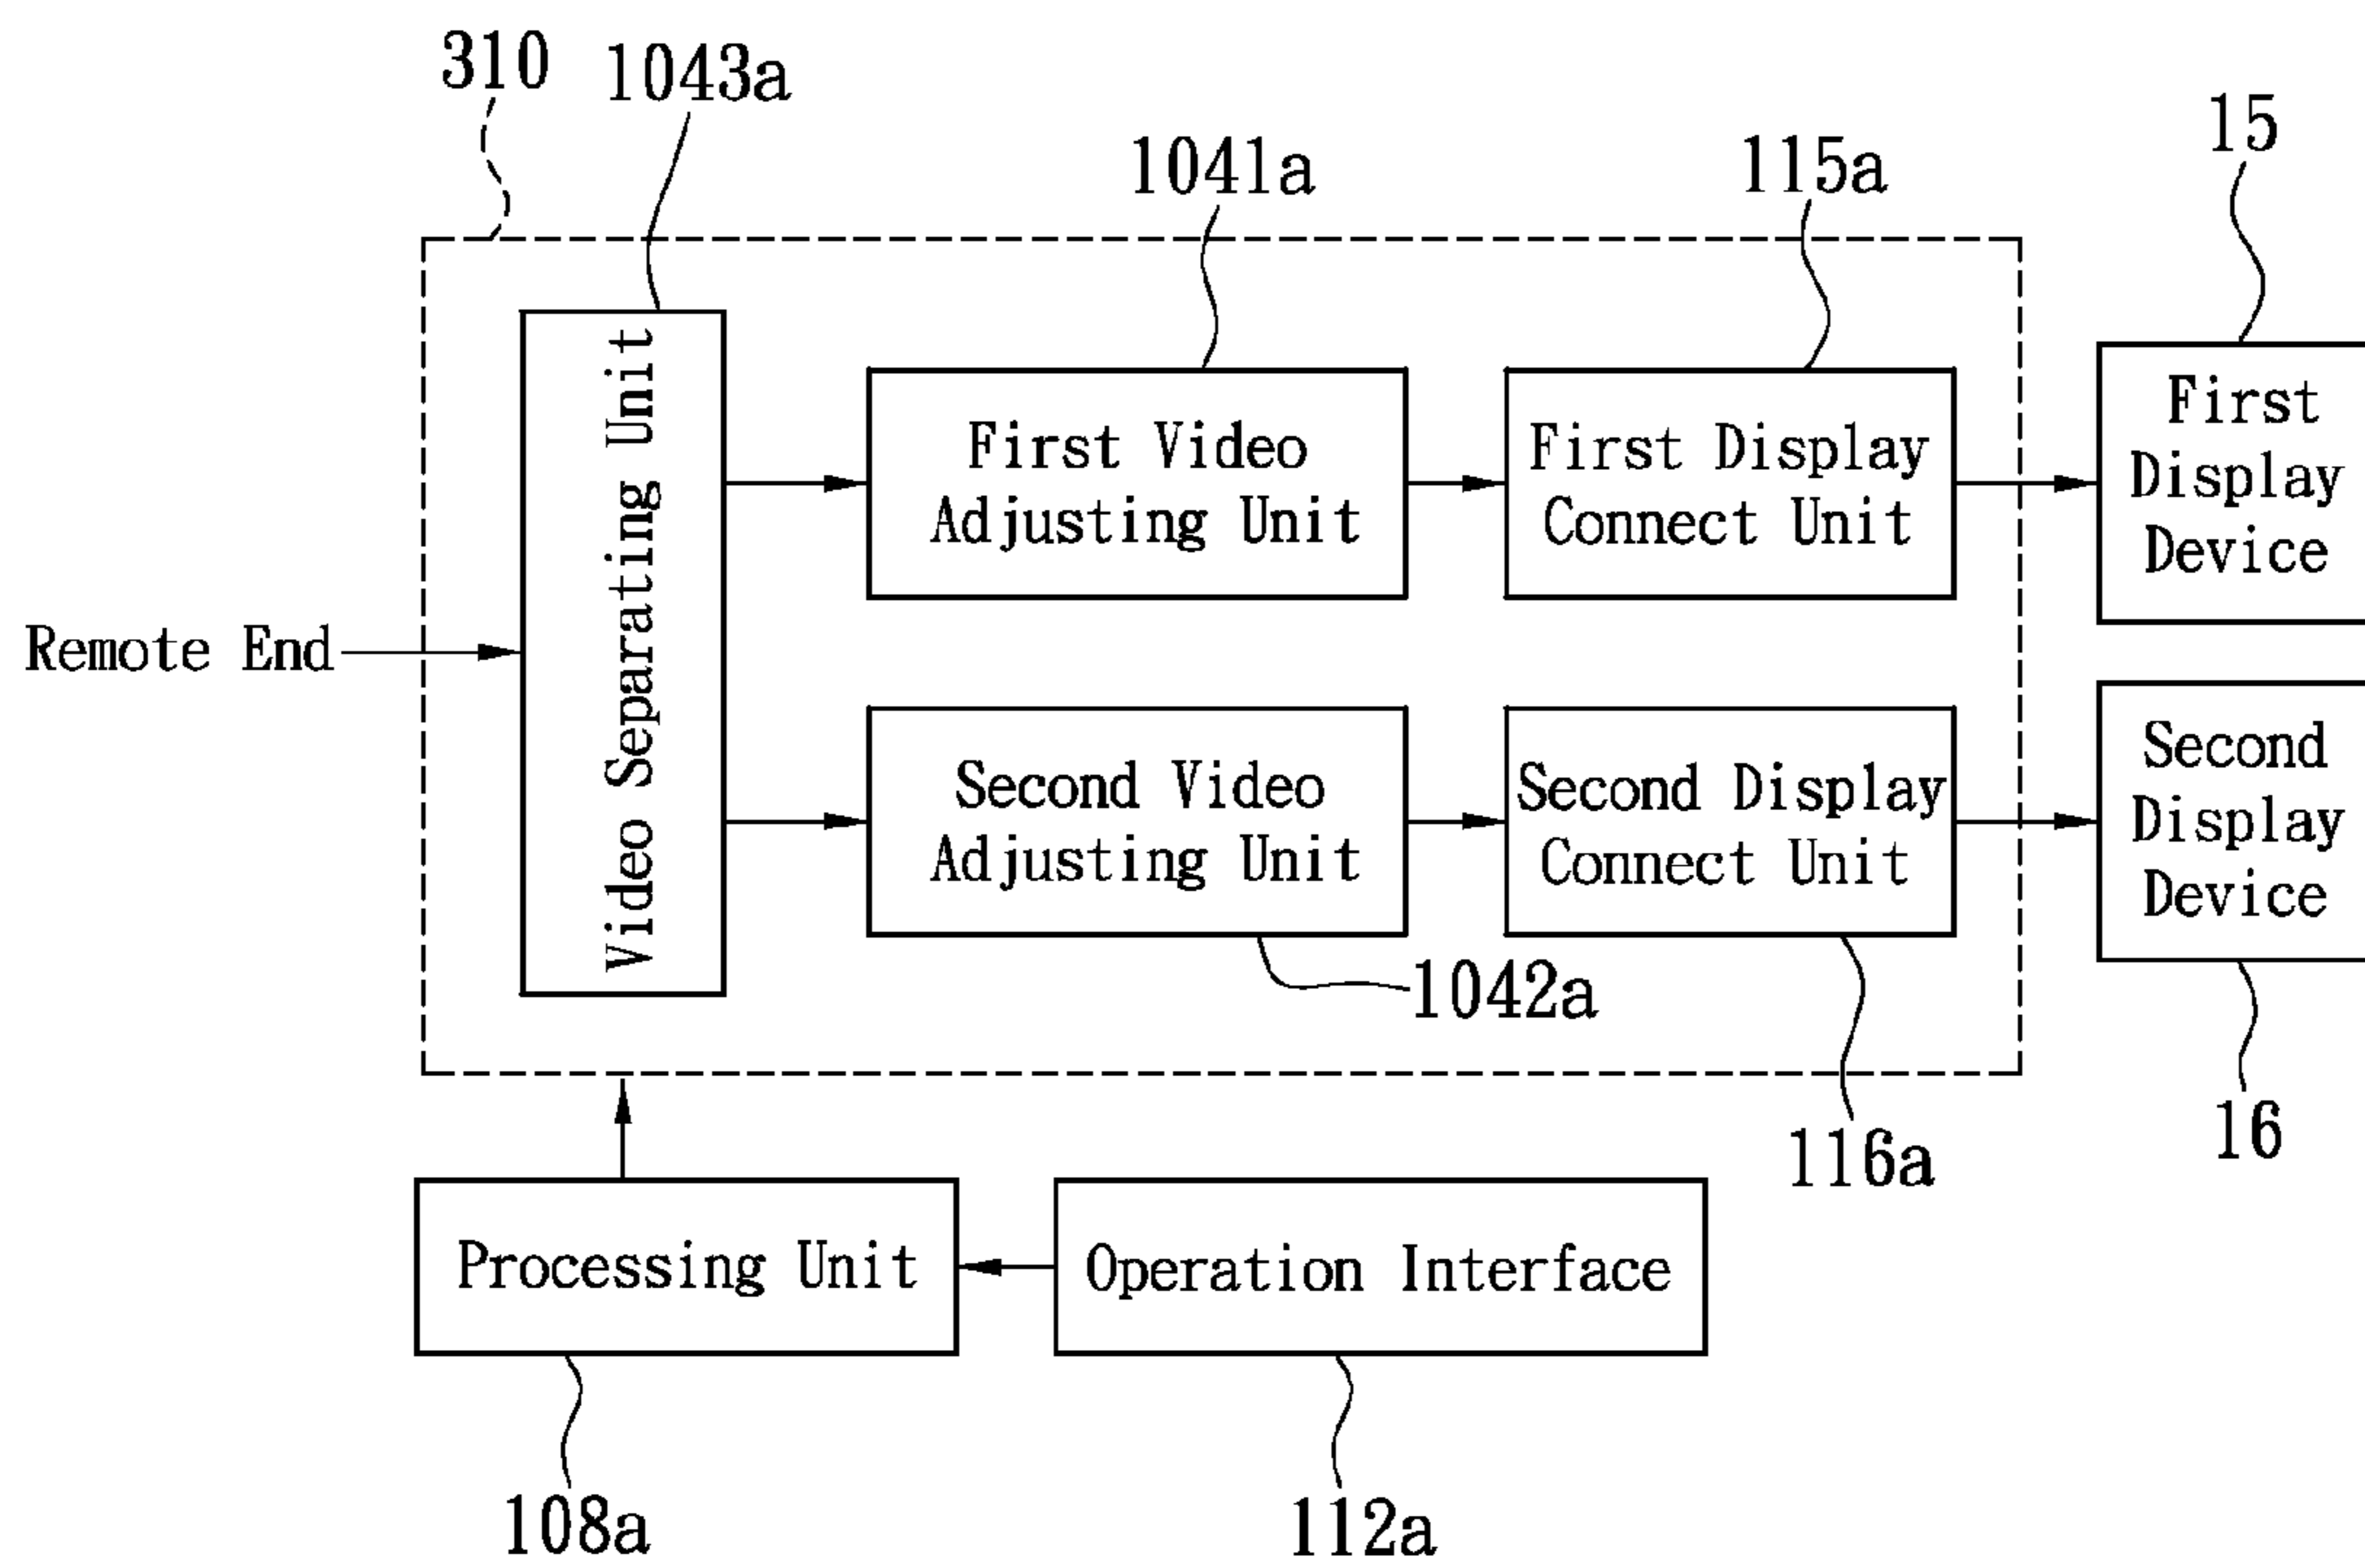 310
1043a
1041a
115a
15
Video Separating Unit
First Video
Adjusting Unit
First Display
Connect Unit
First
Display
Device
Remote End
Second Video
Adjusting Unit
Second Display
Connect Unit
Second
Display
Device
1042a
116a
16
Processing Unit
Operation Interface
108a
112a